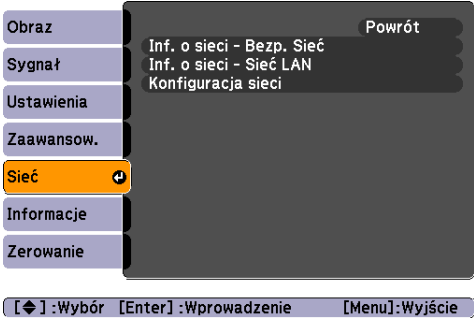 Obraz
Sygnał
Ustawienia
Zaawansow.
Sieć
Informacje
Zerowanie
Powrót
Inf. o sieci - Bezp. Sieć
Inf. o sieci - Sieć LAN
Konfiguracja sieci
[◆] :Wybór [Enter] :Wprowadzenie [Menu]:Wyjście